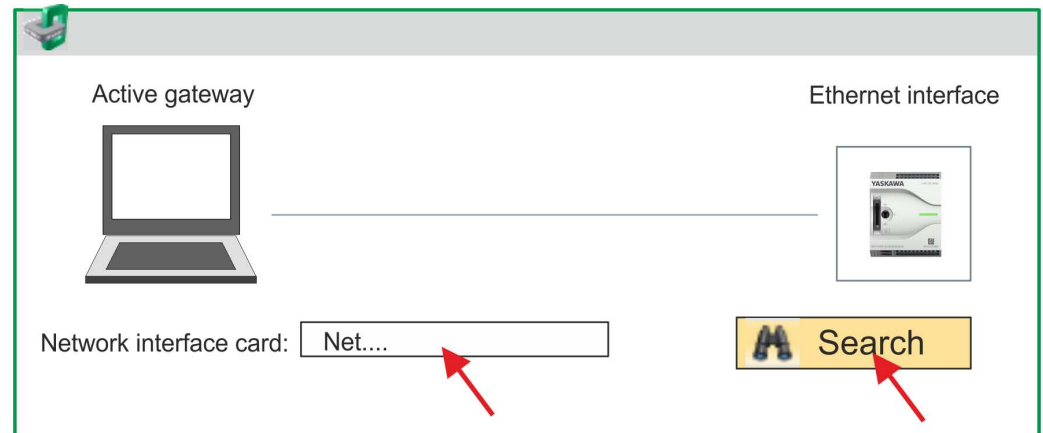 Active gateway
Ethernet interface
YASKAWA
Network interface card:
Net....
Search